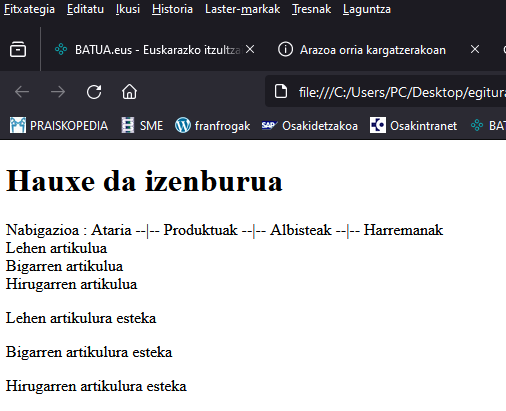 Fitxategia Editatu Ikusi Historia Laster-markak Tresnak Laguntza
BATUA.eus - Euskarazko itzultza
Arazoa orria kargatzerakoan
file:///C:/Users/PC/Desktop/egitura
PRAISKOPEDIA SME franfrogak SAP Osakidetzakoa Osakintranet BA
Hauxe da izenburua
Nabigazioa : Ataria --|-- Produktuak --|-- Albisteak --|-- Harremanak
Lehen artikulua
Bigarren artikulua
Hirugarren artikulua
Lehen artikulura esteka
Bigarren artikulura esteka
Hirugarren artikulura esteka